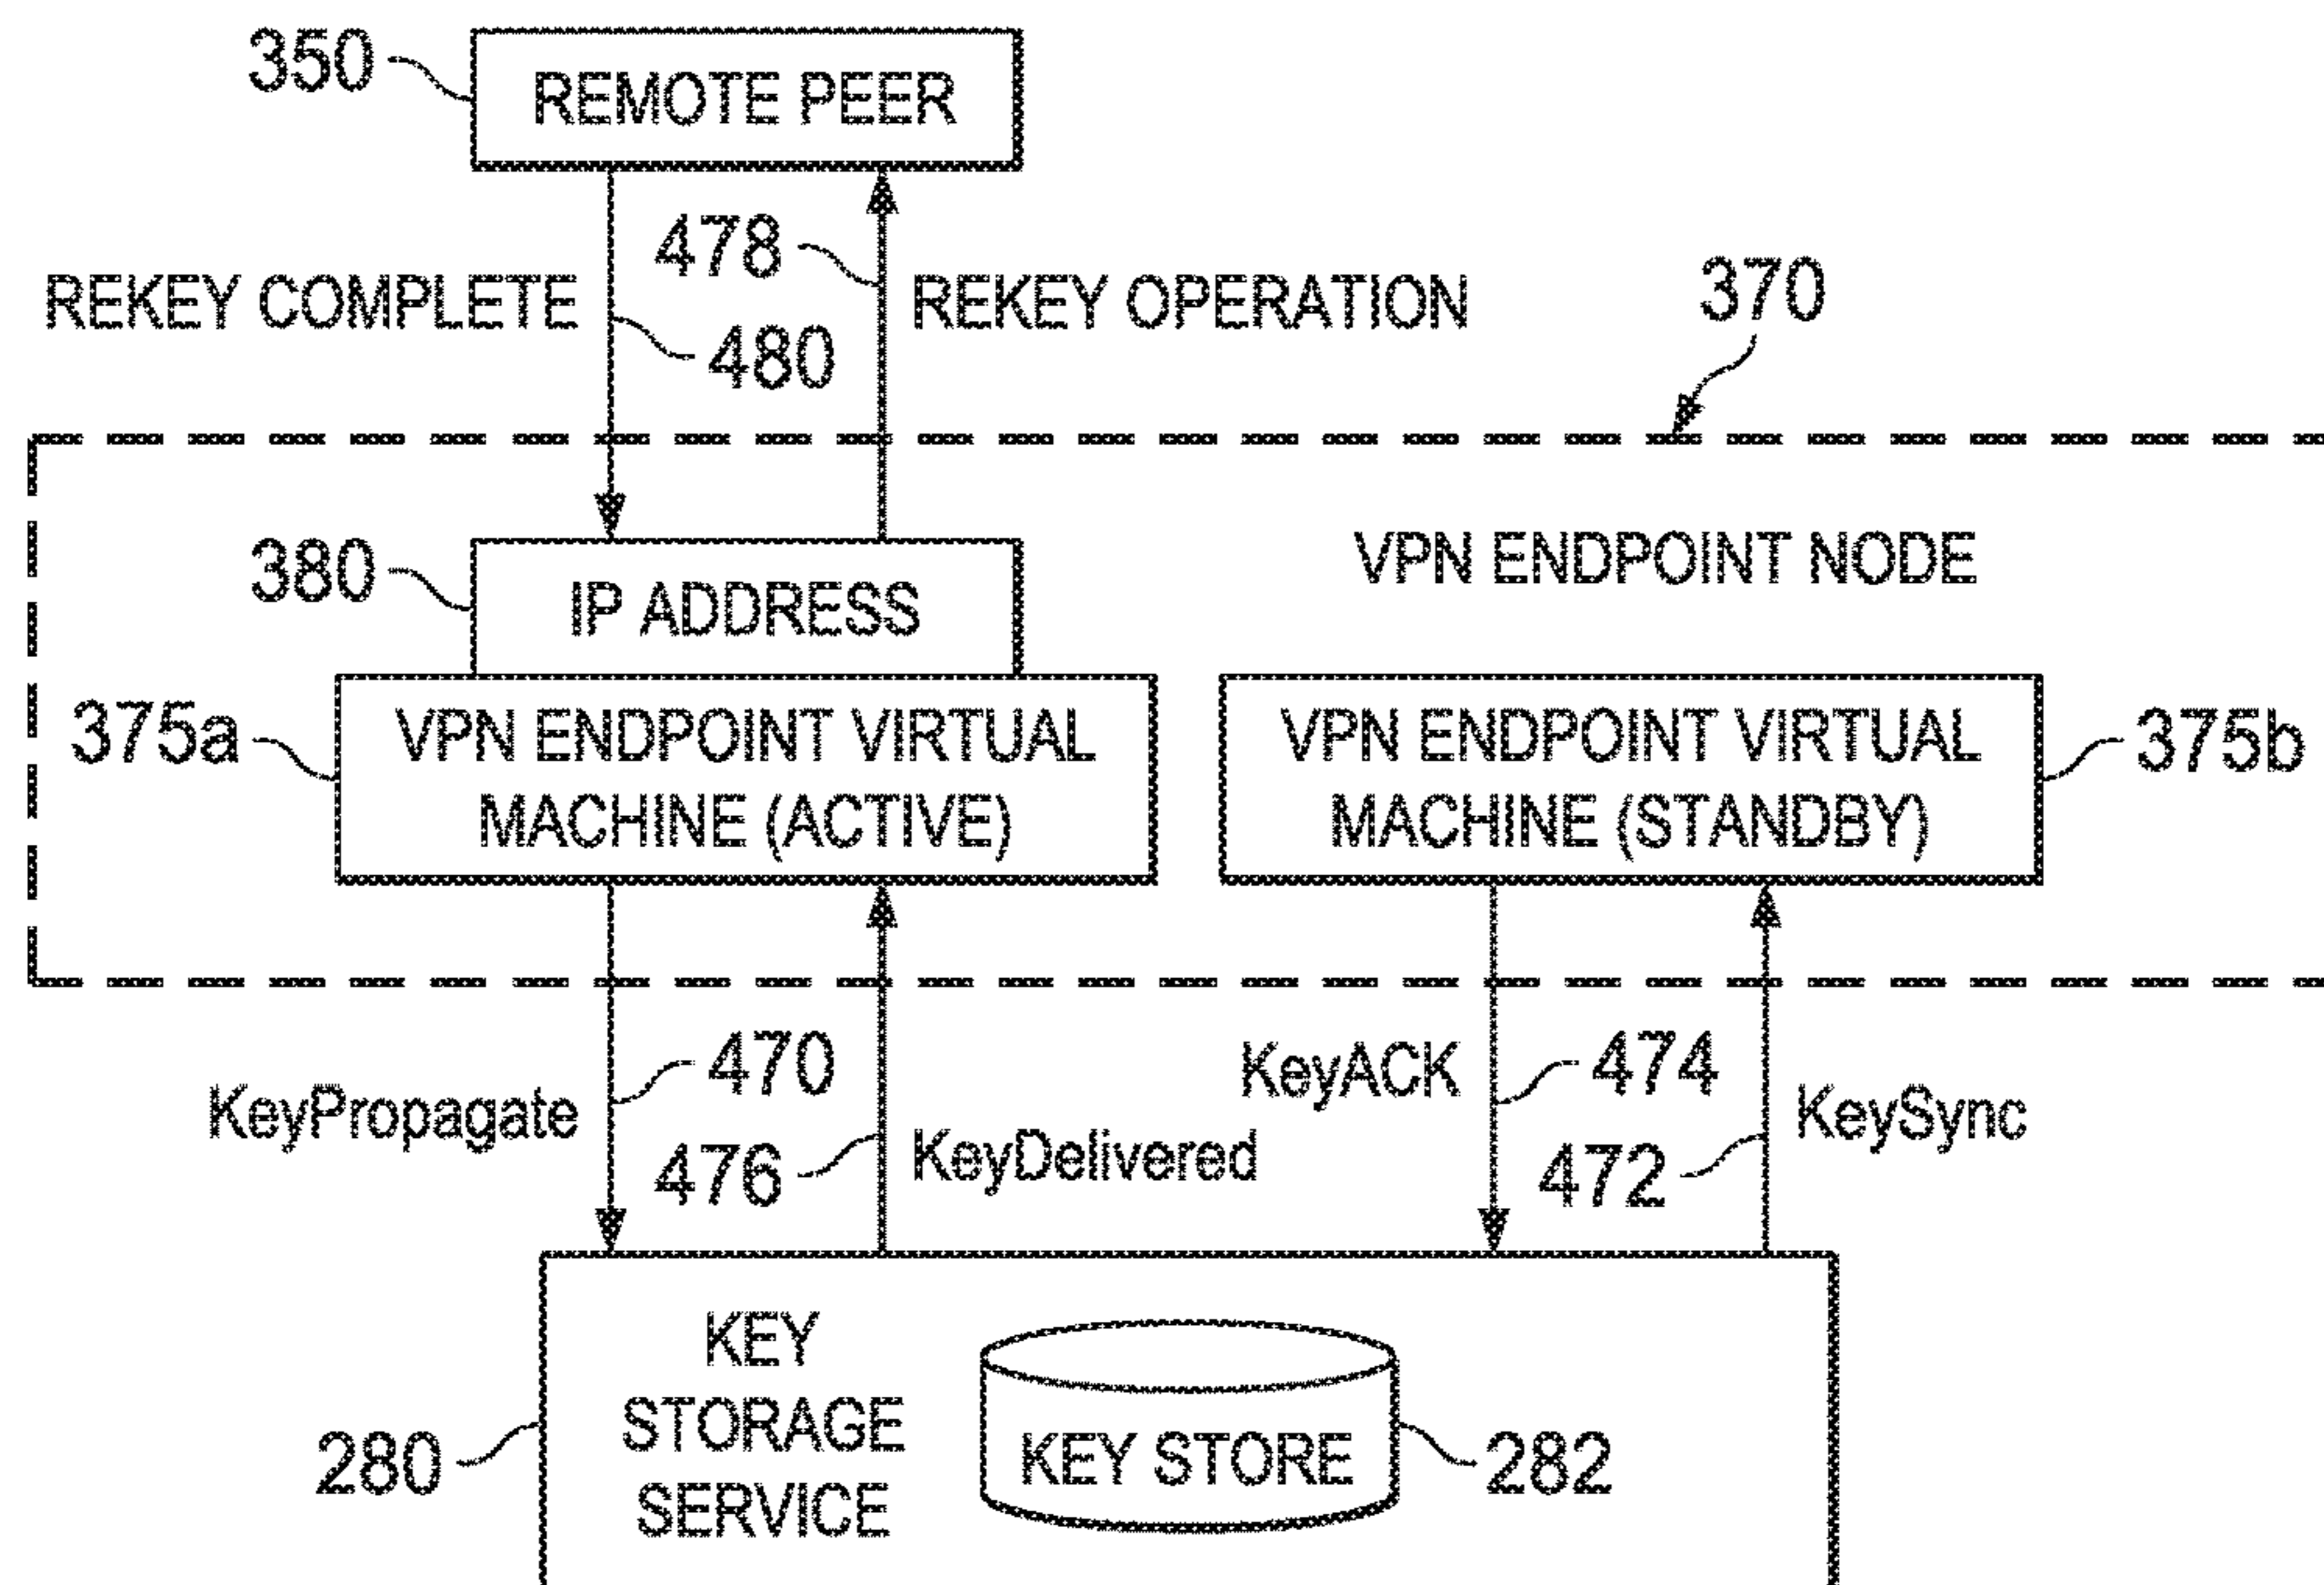 350
REMOTE PEER
478
REKEY COMPLETE
REKEY OPERATION
480
370
380
IP ADDRESS
VPN ENDPOINT NODE
375a
VPN ENDPOINT VIRTUAL
MACHINE (ACTIVE)
VPN ENDPOINT VIRTUAL
MACHINE (STANDBY)
375b
KeyPropagate
470
476
KeyDelivered
KeyACK
474
472
KeySync
280
KEY
STORAGE
SERVICE
KEY STORE
282